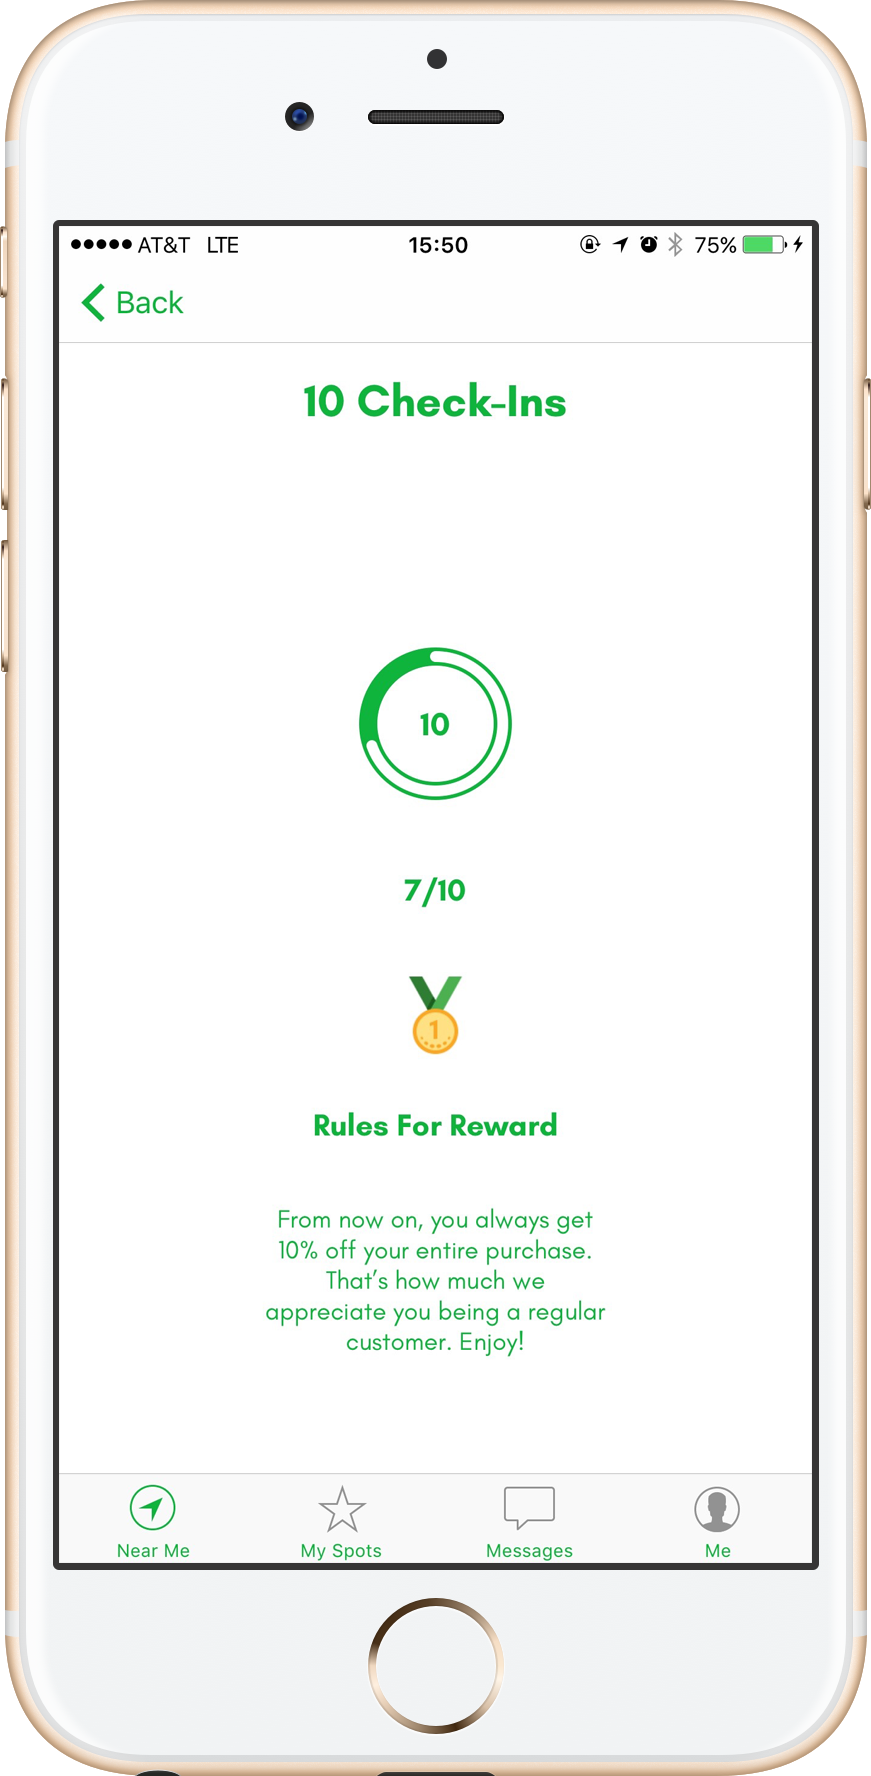 AT&T LTE 15:50 75%
Back
10 Check-Ins
10
7/10
1
Rules For Reward
From now on, you always get
10% off your entire purchase.
That's how much we
appreciate you being a regular
customer. Enjoy!
Near Me My Spots Messages Me